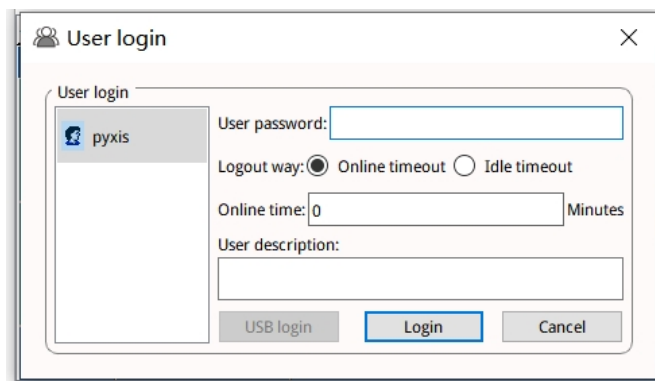 User login
User login
pyxis
User password:
Logout way: Online timeout Idle timeout
Online time: 0 Minutes
User description:
USB login Login Cancel